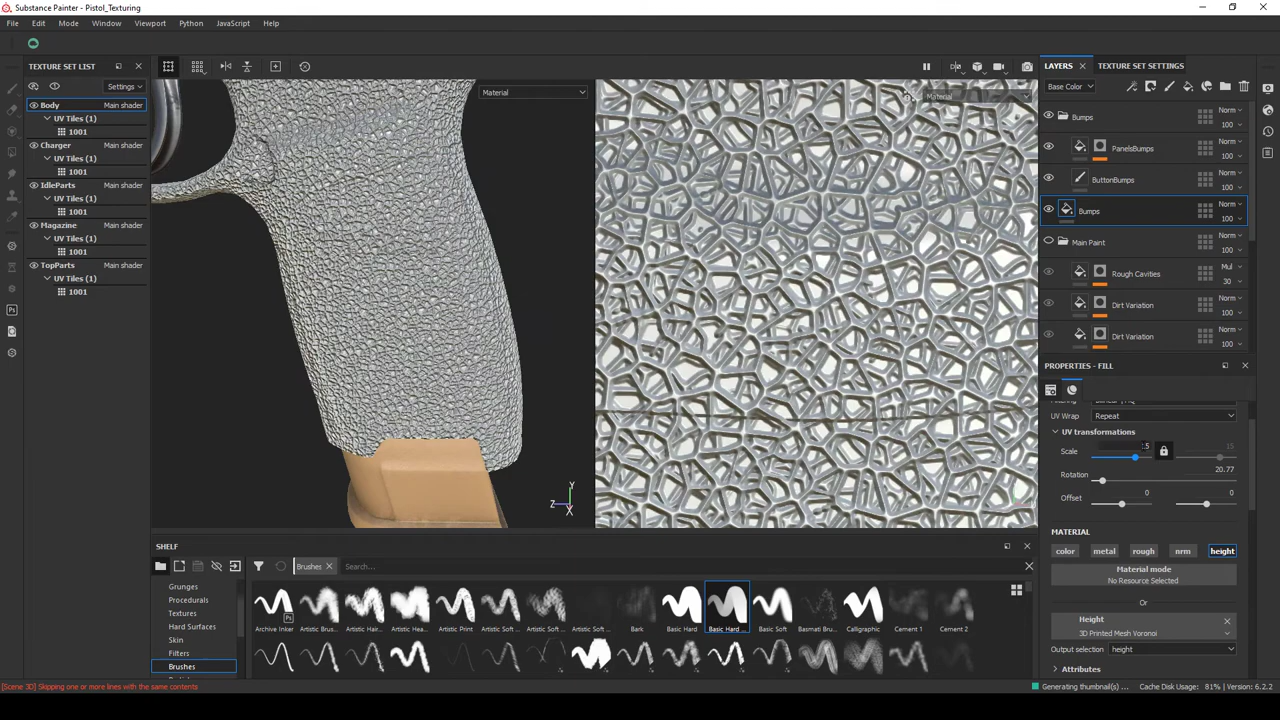 Substance Painter - Pistol_Texturing
File Edit Mode Window Viewport Python JavaScript Help
TEXTURE SET LIST
Settings
Body Main shader
UV Tiles (1)
1001
Charger Main shader
UV Tiles (1)
1001
IdleParts Main shader
UV Tiles (1)
1001
Magazine Main shader
UV Tiles (1)
1001
TopParts Main shader
UV Tiles (1)
1001
Material
Material
Y
Z
X
LAYERS TEXTURE SET SETTINGS
Base Color
Bumps Norm 100
PanelsBumps Norm 100
ButtonBumps Norm 100
Bumps Norm 100
Main Paint Norm 100
Rough Cavities Mul 30
Dirt Variation Norm 100
Dirt Variation Norm 100
PROPERTIES - FILL
UV Wrap Repeat
UV transformations
Scale 15
Rotation 20.77
Offset 0 0
MATERIAL
color metal rough nrm height
Material mode
No Resource Selected
Or
Height
3D Printed Mesh Voronoi
Output selection height
Attributes
SHELF
Brushes Search...
Grunges
Procedurals
Textures
Hard Surfaces
Skin
Filters
Brushes
Archive Inker Artistic Brus... Artistic Hair... Artistic Hea... Artistic Print Artistic Soft ... Artistic Soft ... Artistic Soft ... Bark Basic Hard Basic Hard ... Basic Soft Basmati Bru... Calligraphic Cement 1 Cement 2
[Scene 3D] Skipping one or more lines with the same contents
Generating thumbnail(s) ... Cache Disk Usage: 81% | Version: 6.2.2